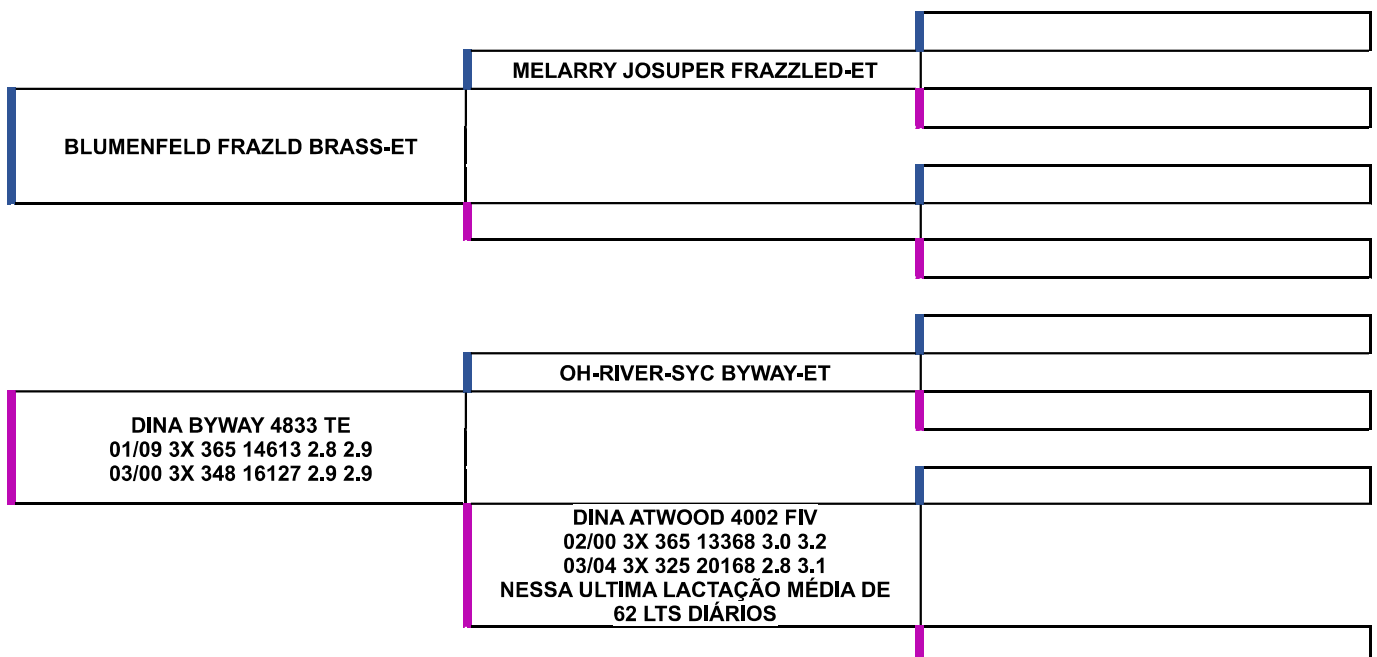 MELARRY JOSUPER FRAZZLED-ET
BLUMENFELD FRAZLD BRASS-ET
OH-RIVER-SYC BYWAY-ET
DINA BYWAY 4833 TE
01/09 3X 365 14613 2.8 2.9
03/00 3X 348 16127 2.9 2.9
DINA ATWOOD 4002 FIV
02/00 3X 365 13368 3.0 3.2
03/04 3X 325 20168 2.8 3.1
NESSA ULTIMA LACTAÇÃO MÉDIA DE
62 LTS DIÁRIOS